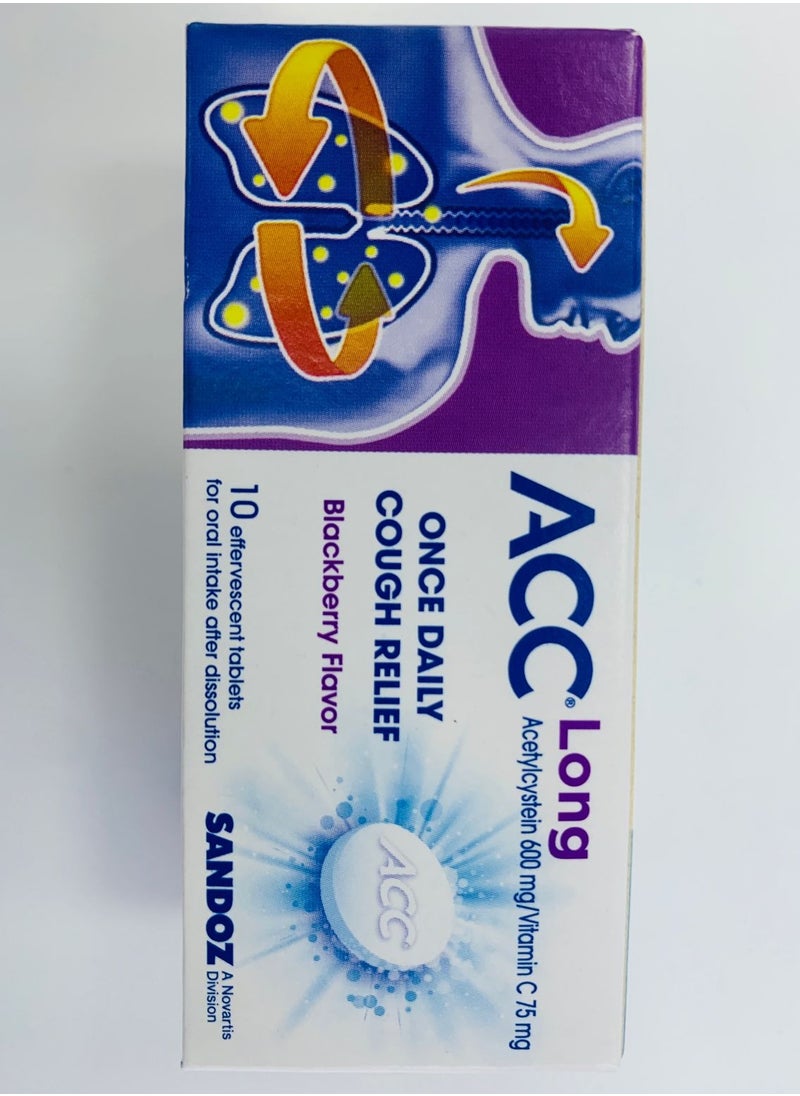 ACC® Long
Acetylcystein 600 mg/Vitamin C 75 mg
ONCE DAILY
COUGH RELIEF
Blackberry Flavor
ACC
10 effervescent tablets
for oral intake after dissolution
SANDOZ
A Novartis
Division